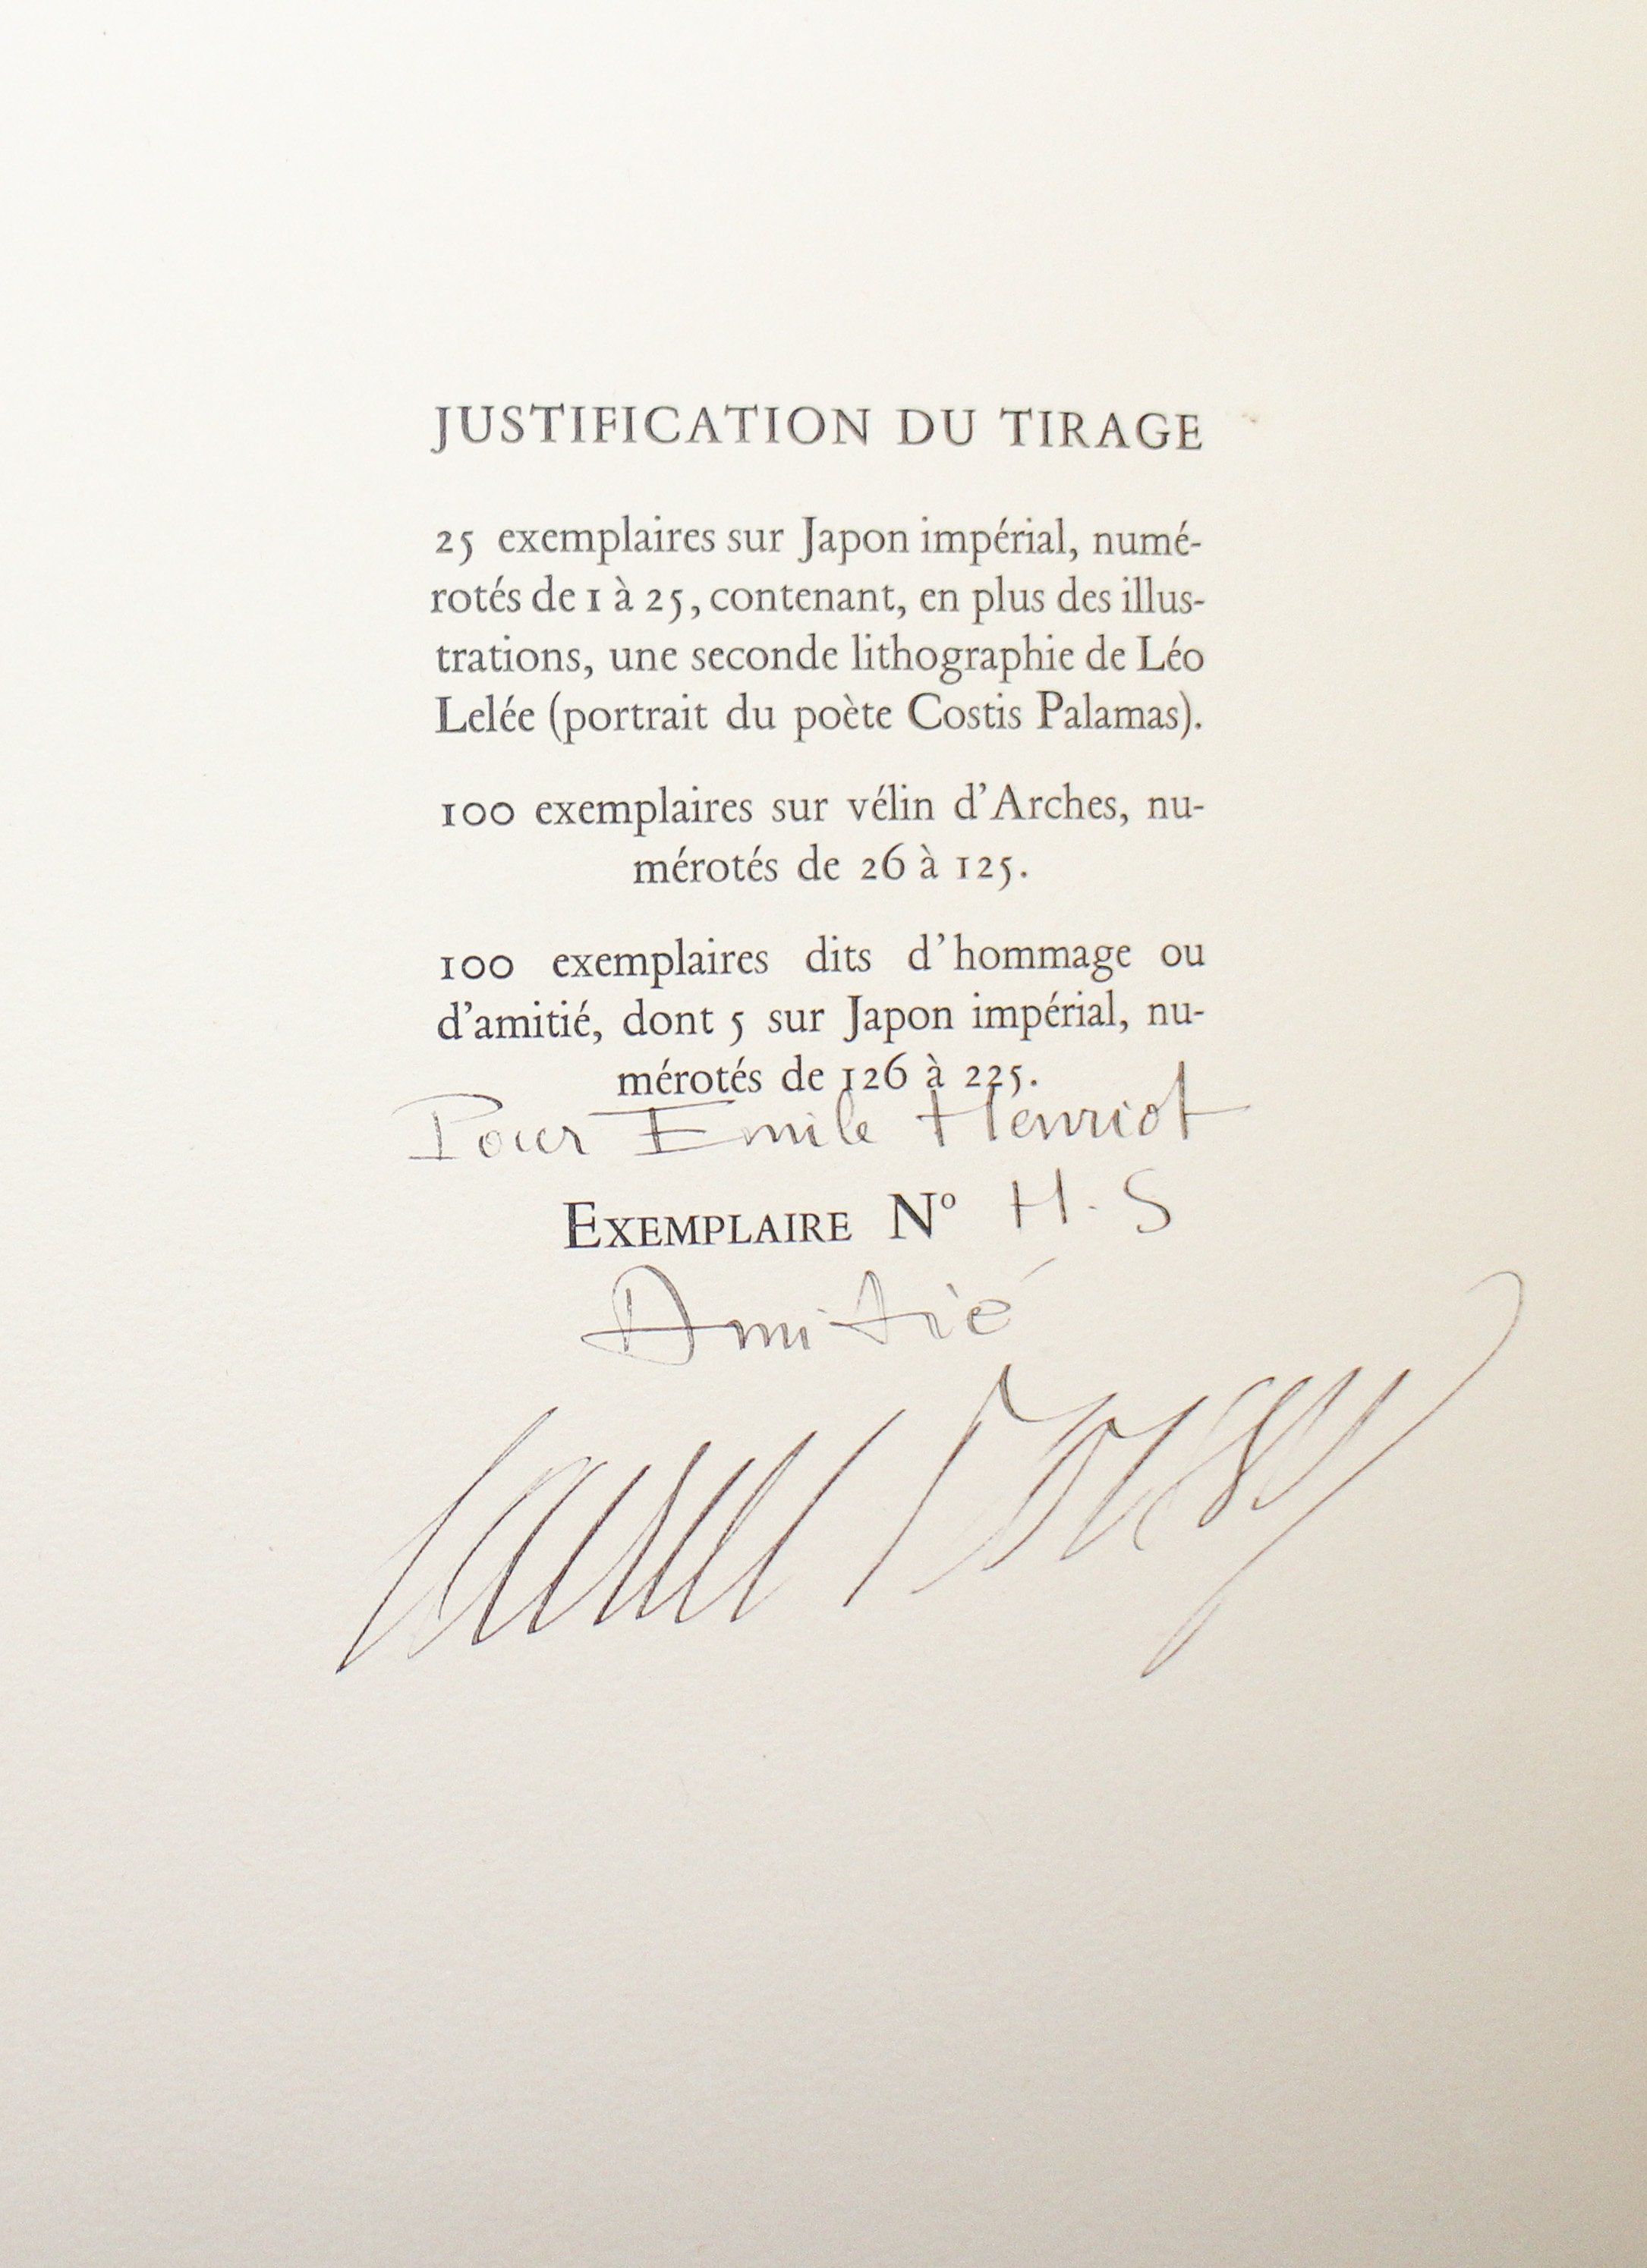 JUSTIFICATION DU TIRAGE
25 exemplaires sur Japon impérial, numé-
rotés de 1 à 25, contenant, en plus des illus-
trations, une seconde lithographie de Léo
Lelée (portrait du poète Costis Palamas).
100 exemplaires sur vélin d'Arches, nu-
mérotés de 26 à 125.
100 exemplaires dits d'hommage ou
d'amitié, dont 5 sur Japon impérial, nu-
mérotés de 126 à 225.
Pour Emile Henriot
EXEMPLAIRE Nº H.S
Amitié